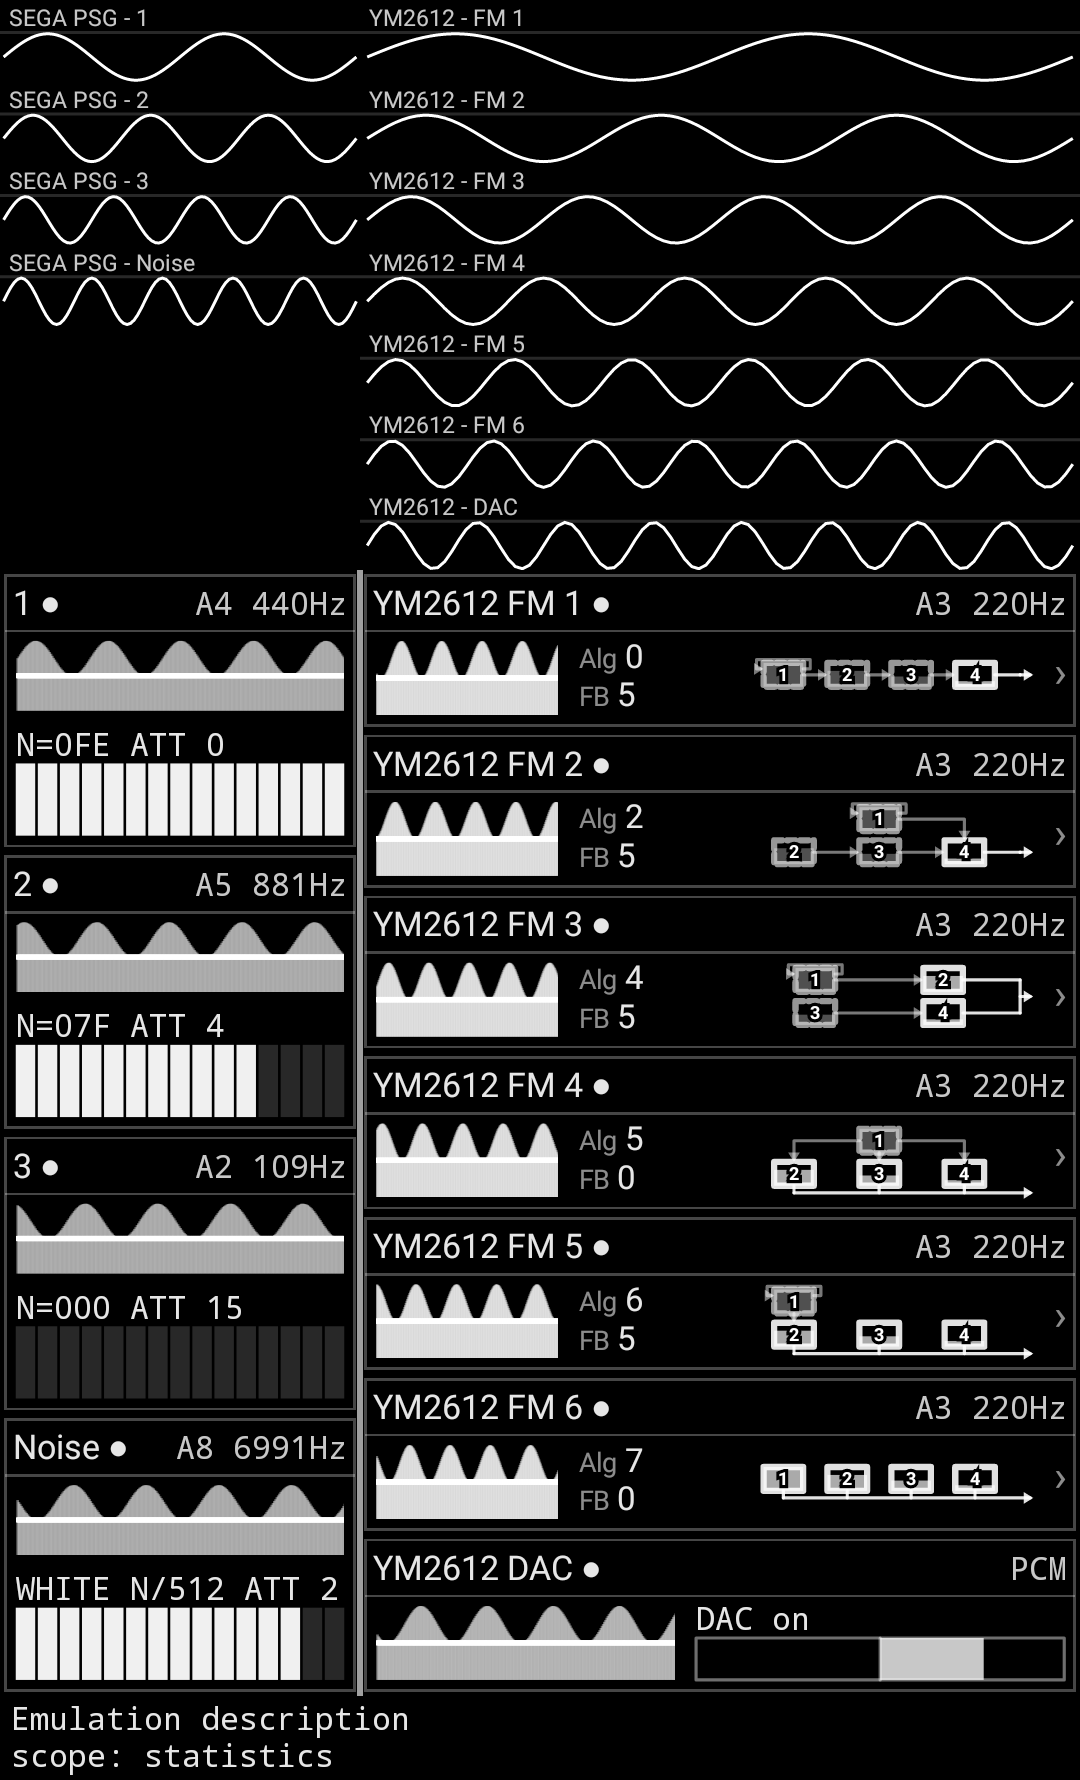 SEGA PSG - 1
SEGA PSG - 2
SEGA PSG - 3
SEGA PSG - Noise
YM2612 - FM 1
YM2612 - FM 2
YM2612 - FM 3
YM2612 - FM 4
YM2612 - FM 5
YM2612 - FM 6
YM2612 - DAC
1 ● A4 440Hz
N=0FE ATT 0
2 ● A5 881Hz
N=07F ATT 4
3 ● A2 109Hz
N=000 ATT 15
Noise ● A8 6991Hz
WHITE N/512 ATT 2
YM2612 FM 1 ● A3 220Hz
Alg 0
FB 5
1 2 3 4 ›
YM2612 FM 2 ● A3 220Hz
Alg 2
FB 5
1
2 3 4 ›
YM2612 FM 3 ● A3 220Hz
Alg 4
FB 5
1 2
3 4 ›
YM2612 FM 4 ● A3 220Hz
Alg 5
FB 0
1
2 3 4 ›
YM2612 FM 5 ● A3 220Hz
Alg 6
FB 5
1
2 3 4 ›
YM2612 FM 6 ● A3 220Hz
Alg 7
FB 0
1 2 3 4 ›
YM2612 DAC ● PCM
DAC on
Emulation description
scope: statistics